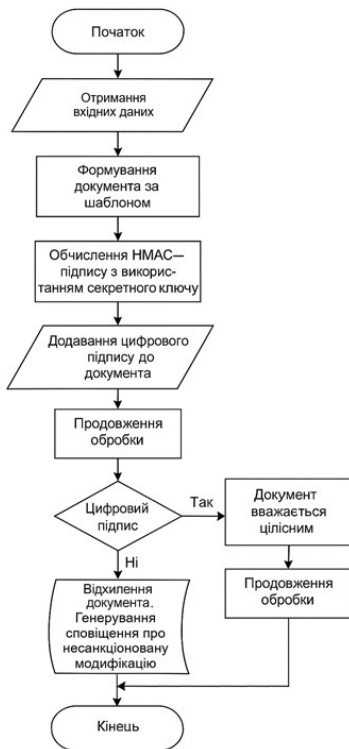 Початок
Отримання
вхідних даних
Формування
документа за
шаблоном
Обчислення НМАС—
підпису з викорис-
танням секретного ключу
Додавання цифрового
підпису до
документа
Продовження
обробки
Цифровий
підпис
Так
Документ
вважається
цілісним
Ні
Продовження
обробки
Відхилення
документа.
Генерування
сповіщення про
несанкціоновану
модифікацію
Кінець